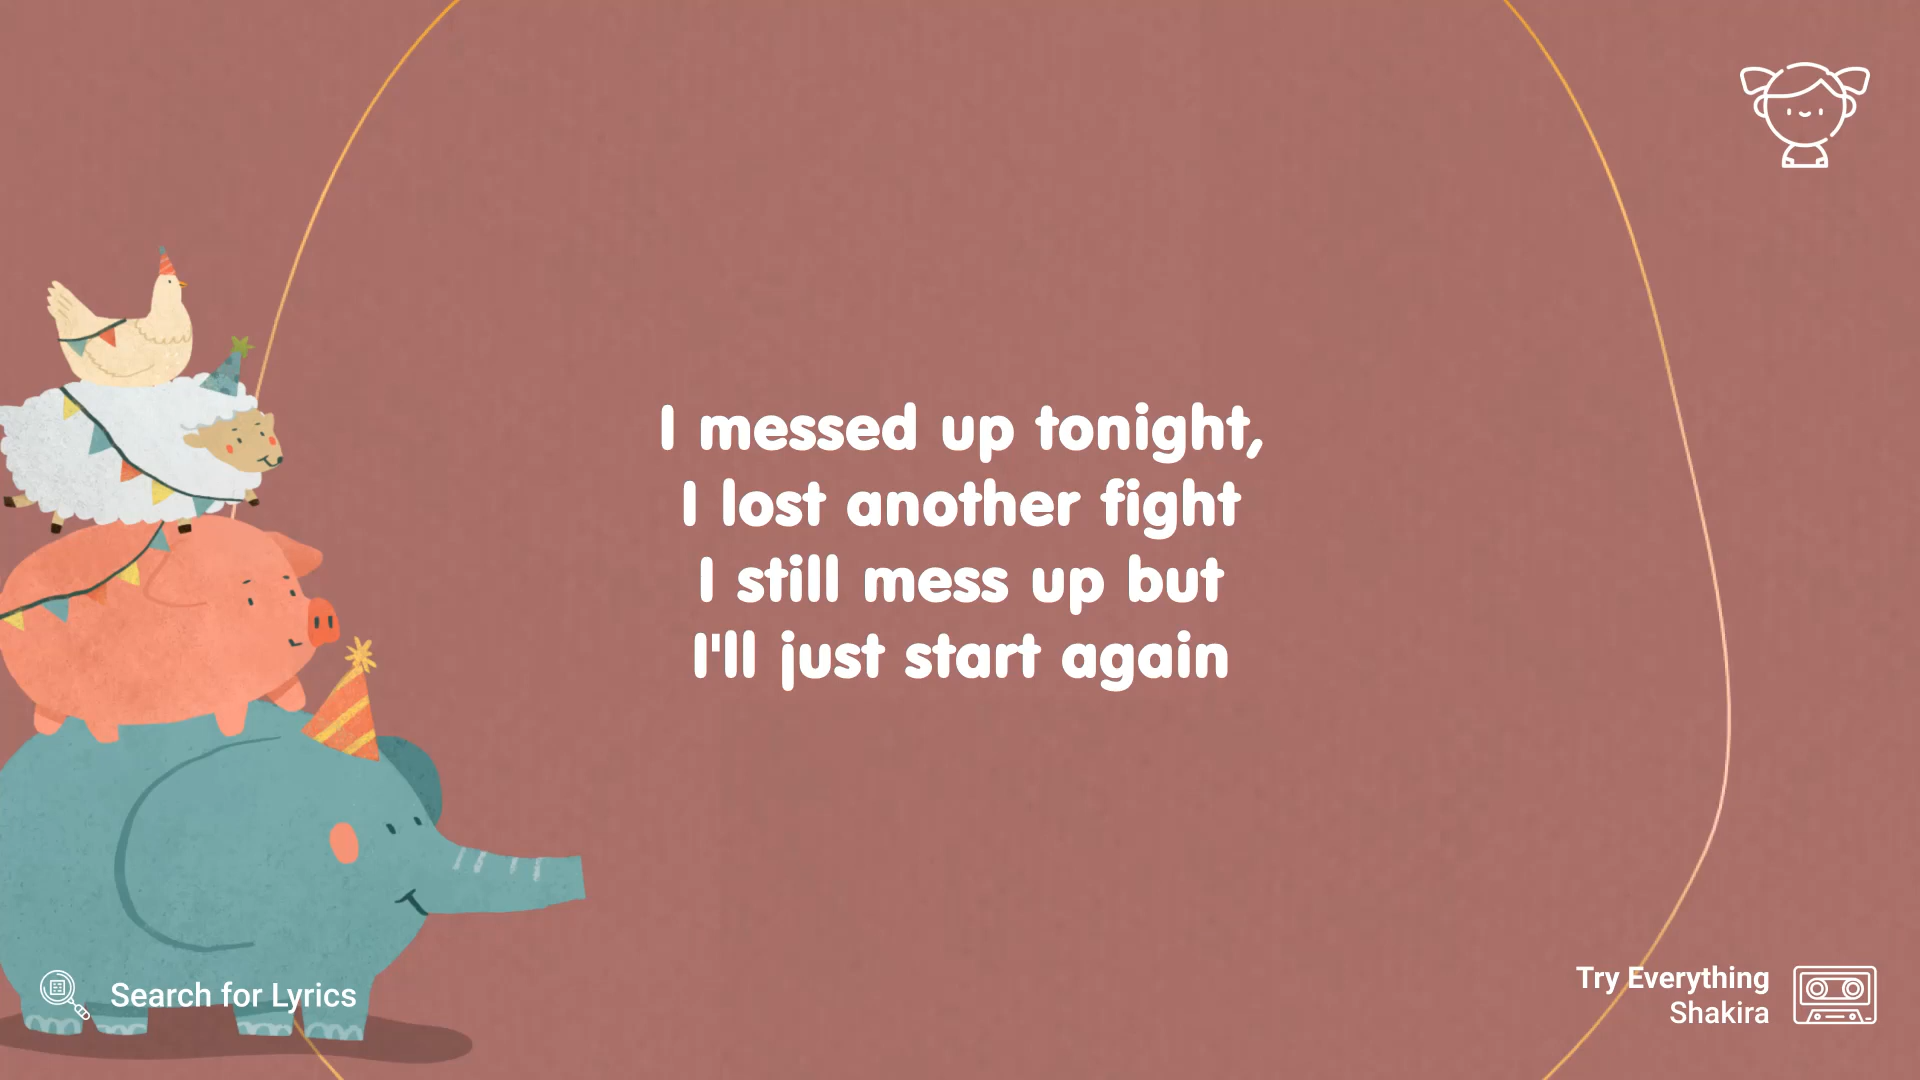 I messed up tonight,
I lost another fight
I still mess up but
I'll just start again
Search for Lyrics
Try Everything
Shakira